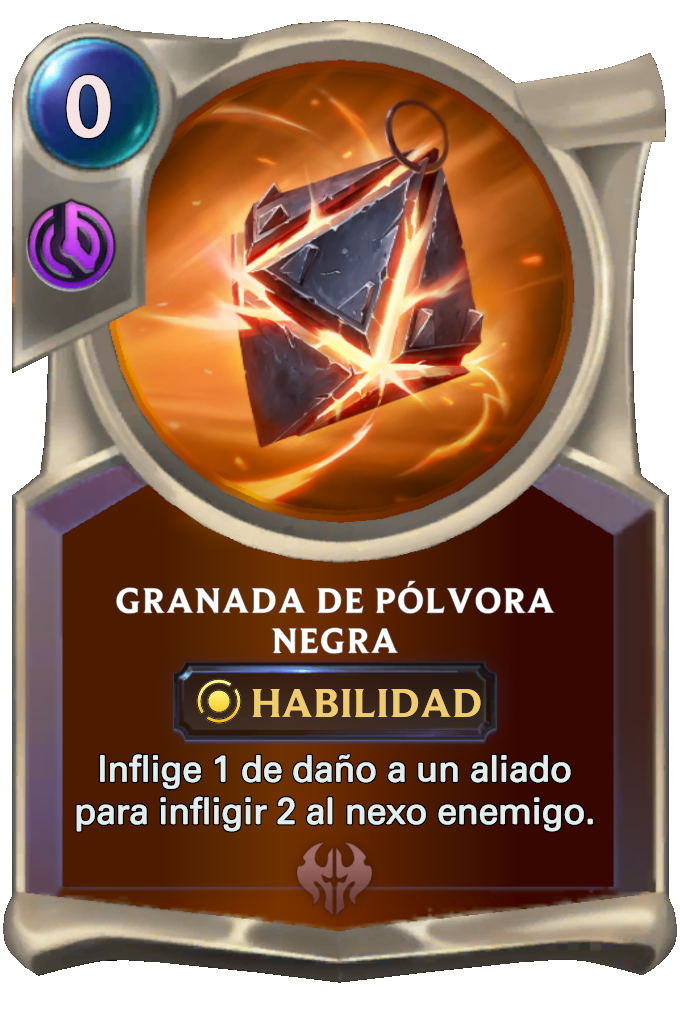 0
GRANADA DE PÓLVORA
NEGRA
HABILIDAD
Inflige 1 de daño a un aliado
para infligir 2 al nexo enemigo.